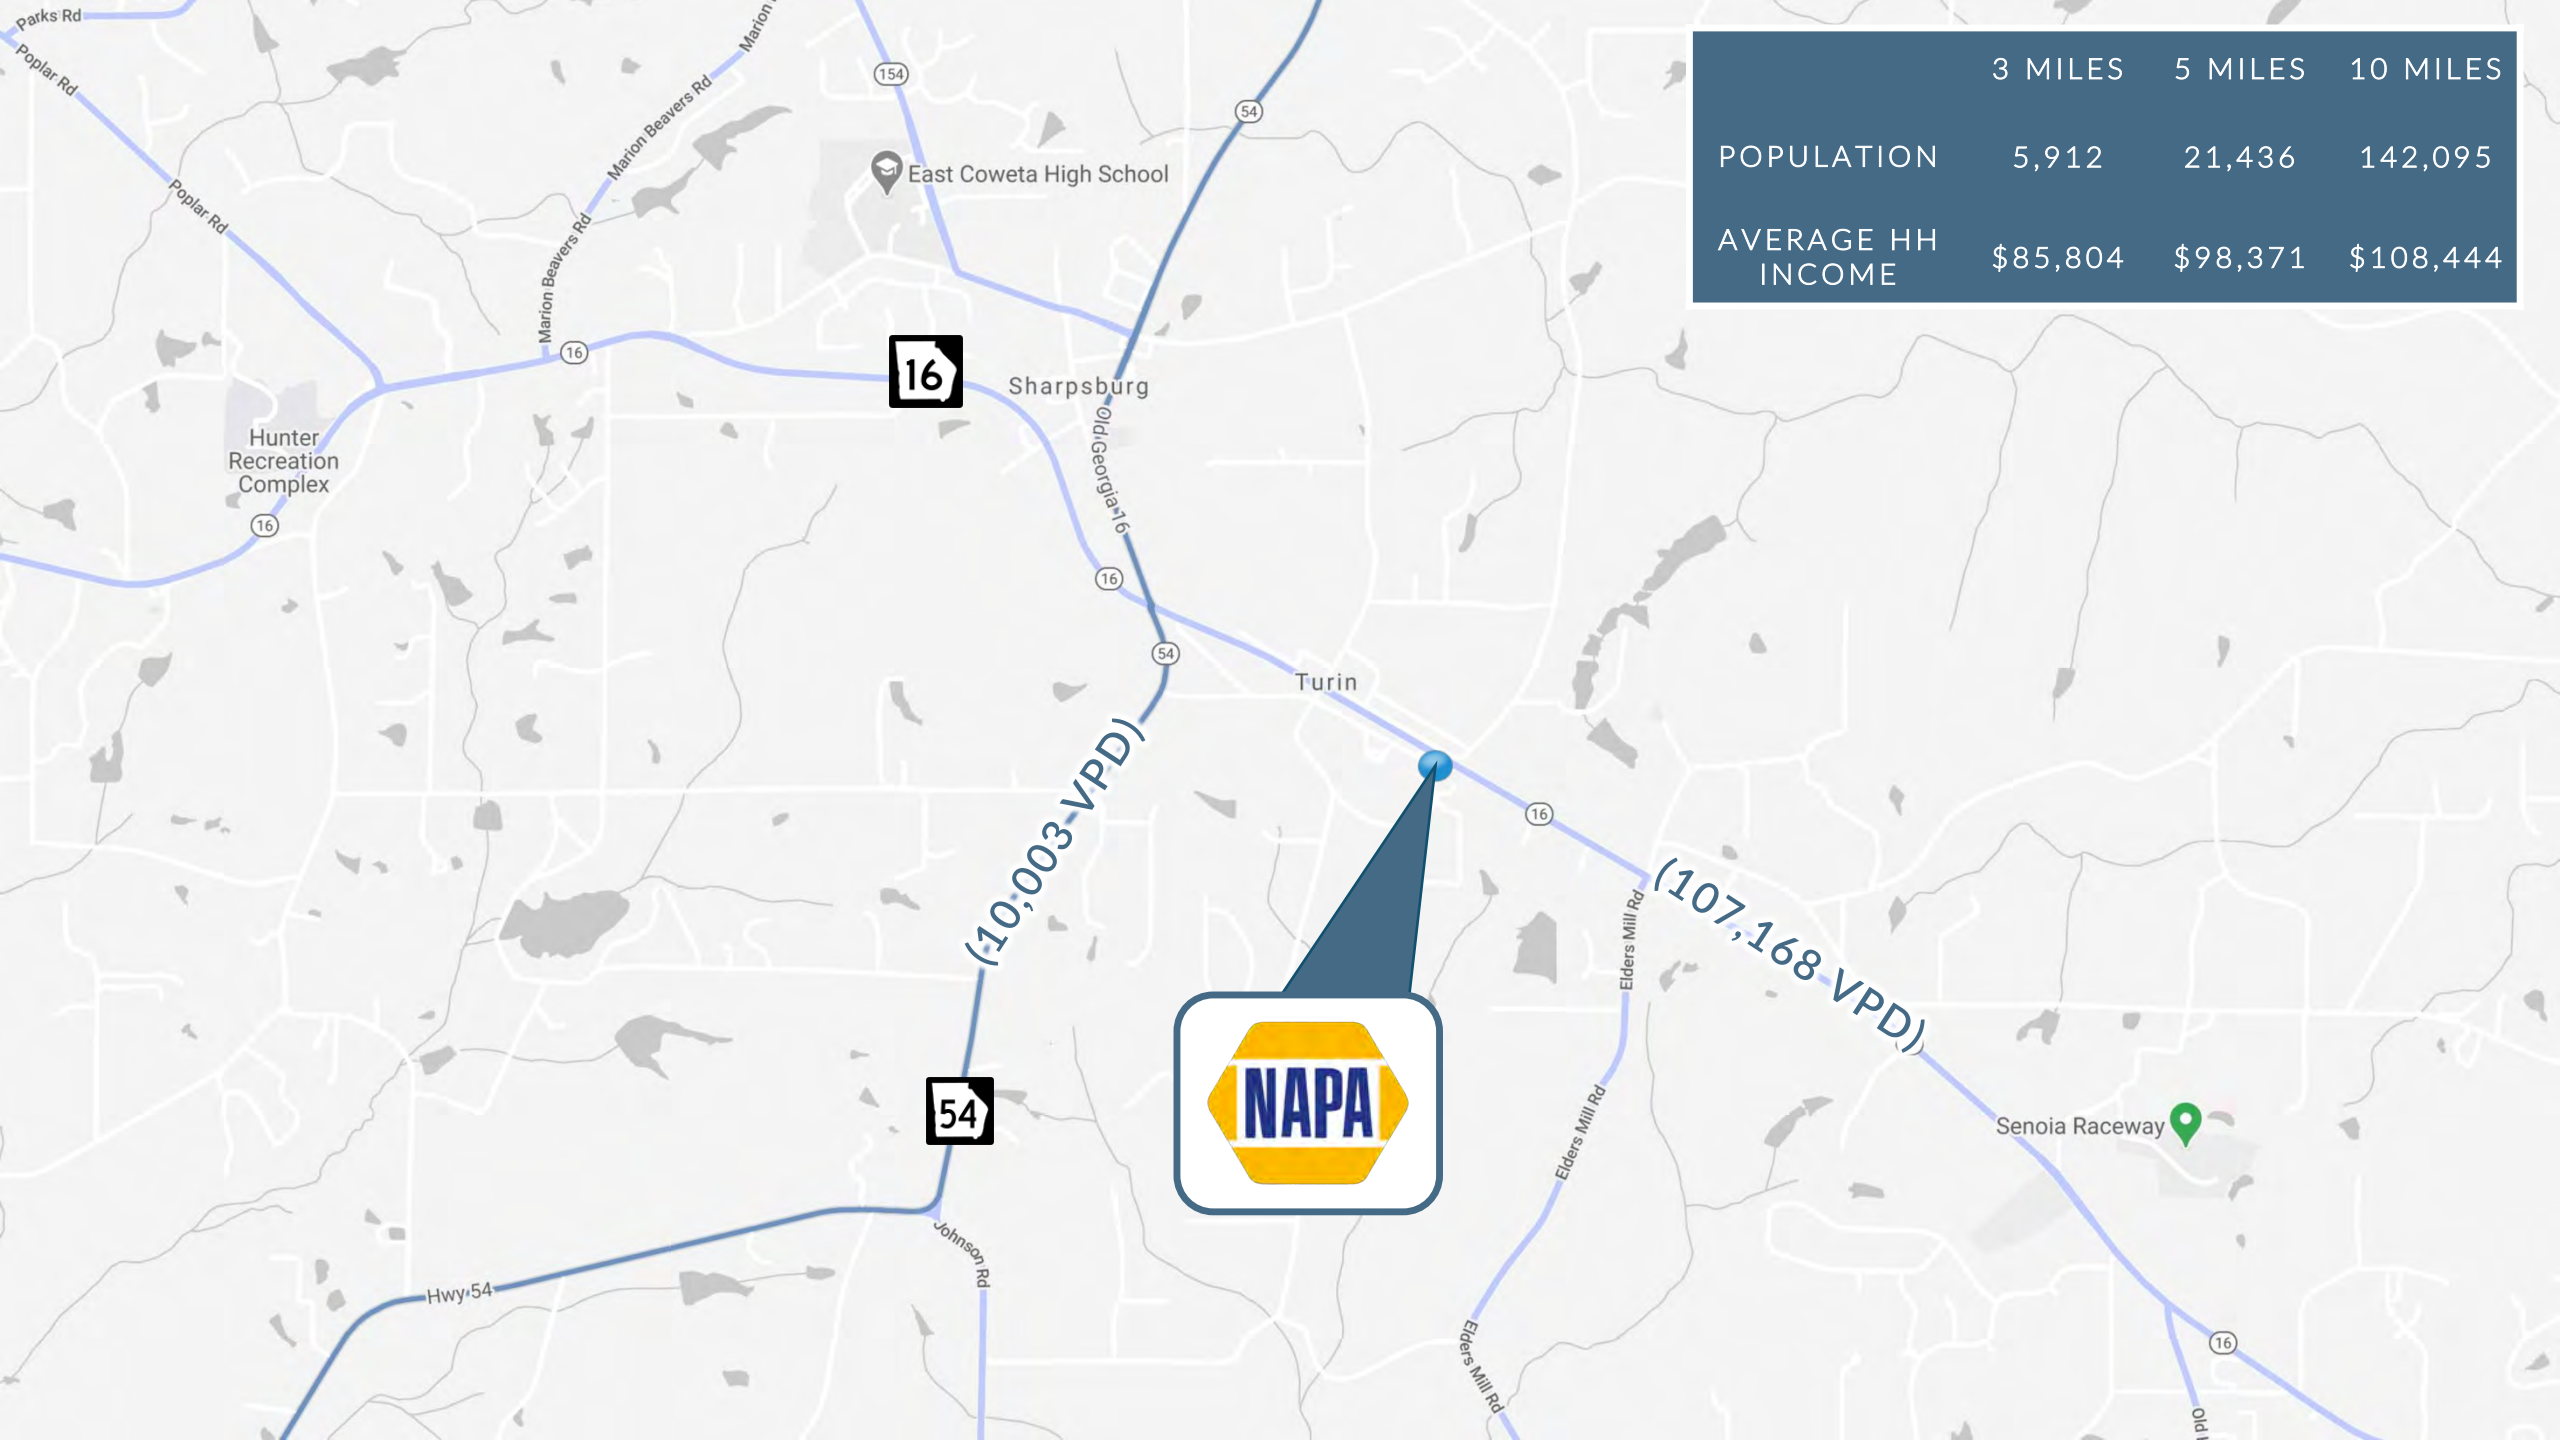 Parks Rd
Poplar Rd
Marion
Marion Beavers Rd
154
54
3 MILES 5 MILES 10 MILES
POPULATION 5,912 21,436 142,095
AVERAGE HH
INCOME $85,804 $98,371 $108,444
East Coweta High School
Poplar Rd
Marion Beavers Rd
16
16
Sharpsburg
Old Georgia 16
Hunter
Recreation
Complex
16
16
54
Turin
(10,003 VPD)
16
Elders Mill Rd
(107,168 VPD)
NAPA
54
Elders Mill Rd
Senoia Raceway
Johnson Rd
Hwy 54
Elders Mill Rd
16
Old